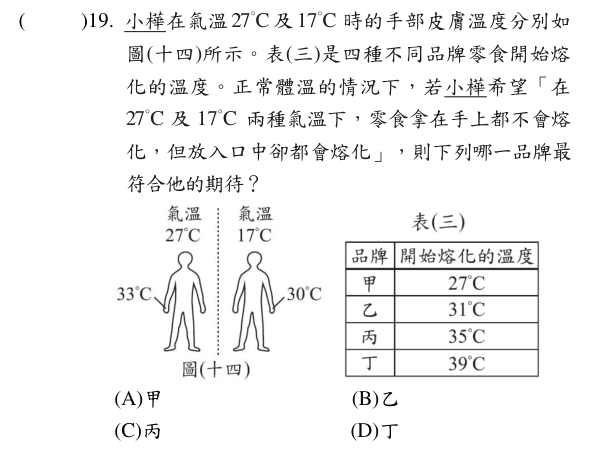 (　　)19. 小樺在氣溫27°C及17°C時的手部皮膚溫度分別如
圖(十四)所示。表(三)是四種不同品牌零食開始熔
化的溫度。正常體溫的情況下，若小樺希望「在
27°C及17°C兩種氣溫下，零食拿在手上都不會熔
化，但放入口中卻都會熔化」，則下列哪一品牌最
符合他的期待？
氣溫 氣溫
27°C 17°C
33°C 30°C
圖(十四)
表(三)
品牌 開始熔化的溫度
甲 27°C
乙 31°C
丙 35°C
丁 39°C
(A)甲 (B)乙
(C)丙 (D)丁